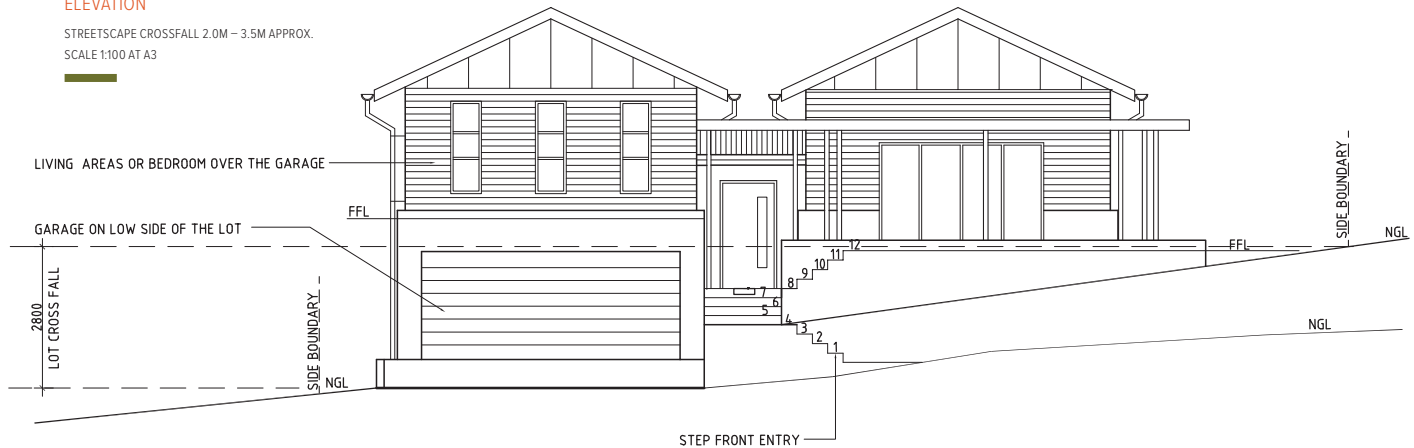 ELEVATION
STREETSCAPE CROSSFALL 2.0M – 3.5M APPROX.
SCALE 1:100 AT A3
LIVING AREAS OR BEDROOM OVER THE GARAGE
GARAGE ON LOW SIDE OF THE LOT
FFL
2800
LOT CROSS FALL
SIDE BOUNDARY
NGL
12
11
10
9
8
7
6
5
4
3
2
1
FFL
SIDE BOUNDARY
NGL
NGL
STEP FRONT ENTRY